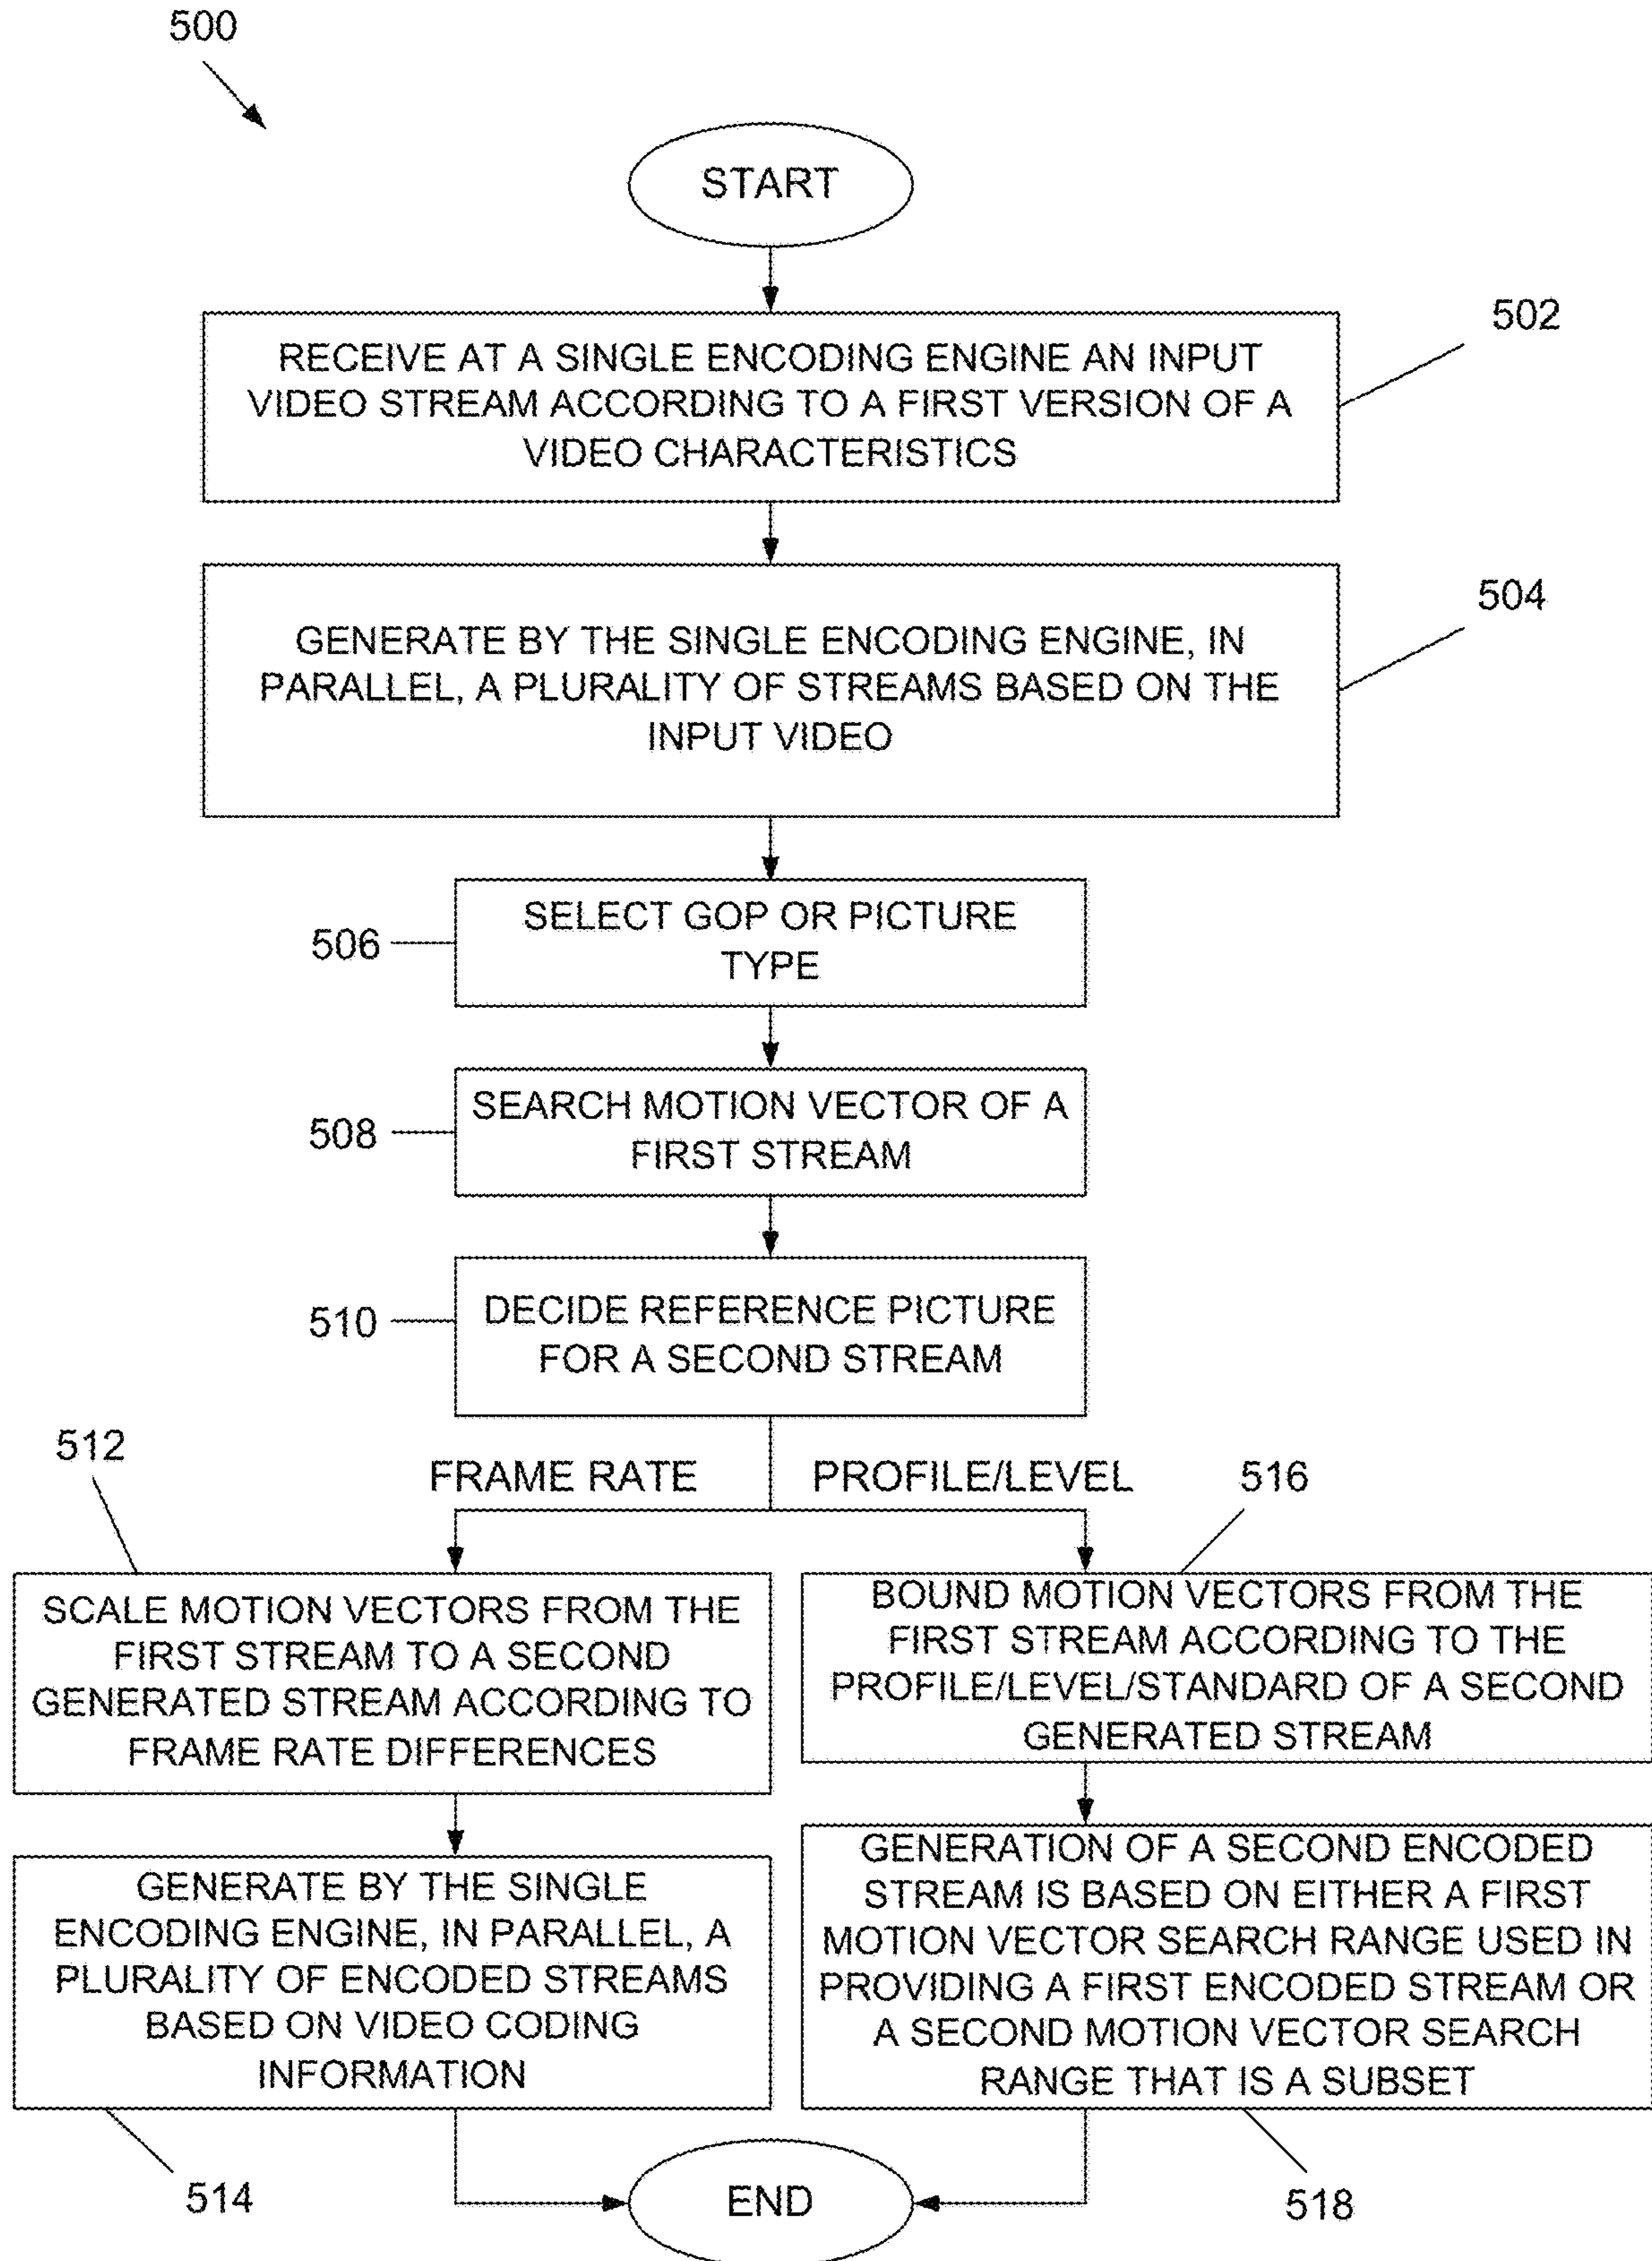 500
START
502
RECEIVE AT A SINGLE ENCODING ENGINE AN INPUT
VIDEO STREAM ACCORDING TO A FIRST VERSION OF A
VIDEO CHARACTERISTICS
504
GENERATE BY THE SINGLE ENCODING ENGINE, IN
PARALLEL, A PLURALITY OF STREAMS BASED ON THE
INPUT VIDEO
506
SELECT GOP OR PICTURE
TYPE
508
SEARCH MOTION VECTOR OF A
FIRST STREAM
510
DECIDE REFERENCE PICTURE
FOR A SECOND STREAM
512
FRAME RATE
PROFILE/LEVEL
516
SCALE MOTION VECTORS FROM THE
FIRST STREAM TO A SECOND
GENERATED STREAM ACCORDING TO
FRAME RATE DIFFERENCES
BOUND MOTION VECTORS FROM THE
FIRST STREAM ACCORDING TO THE
PROFILE/LEVEL/STANDARD OF A SECOND
GENERATED STREAM
GENERATE BY THE SINGLE
ENCODING ENGINE, IN PARALLEL, A
PLURALITY OF ENCODED STREAMS
BASED ON VIDEO CODING
INFORMATION
GENERATION OF A SECOND ENCODED
STREAM IS BASED ON EITHER A FIRST
MOTION VECTOR SEARCH RANGE USED IN
PROVIDING A FIRST ENCODED STREAM OR
A SECOND MOTION VECTOR SEARCH
RANGE THAT IS A SUBSET
514
END
518